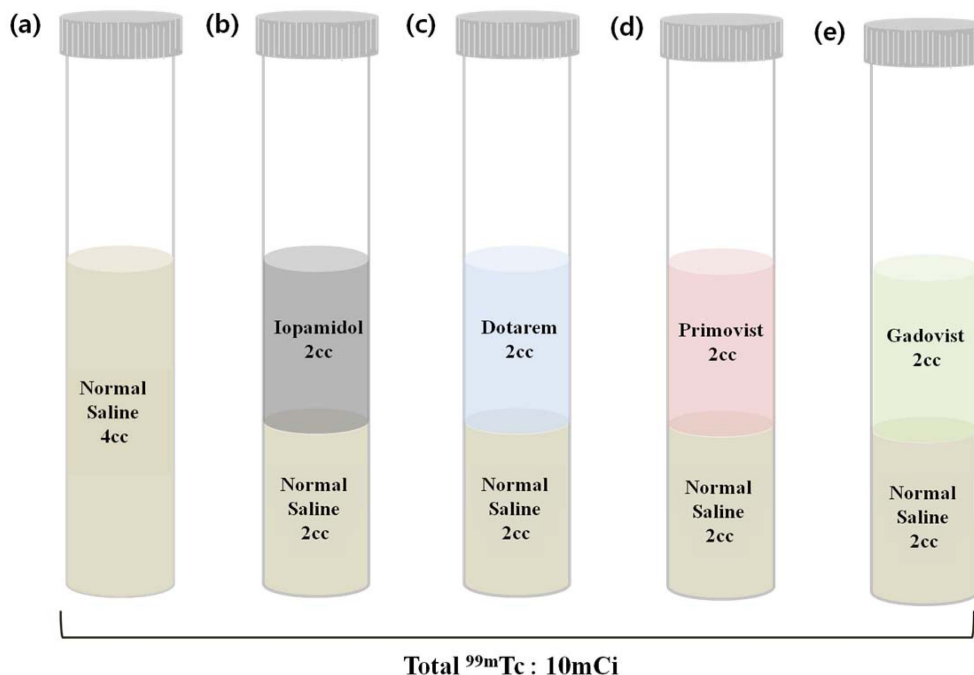 (a)
(b)
(c)
(d)
(e)
Normal
Saline
4cc
Iopamidol
2cc
Normal
Saline
2cc
Dotarem
2cc
Normal
Saline
2cc
Primovist
2cc
Normal
Saline
2cc
Gadovist
2cc
Normal
Saline
2cc
Total ⁹⁹ᵐTc : 10mCi